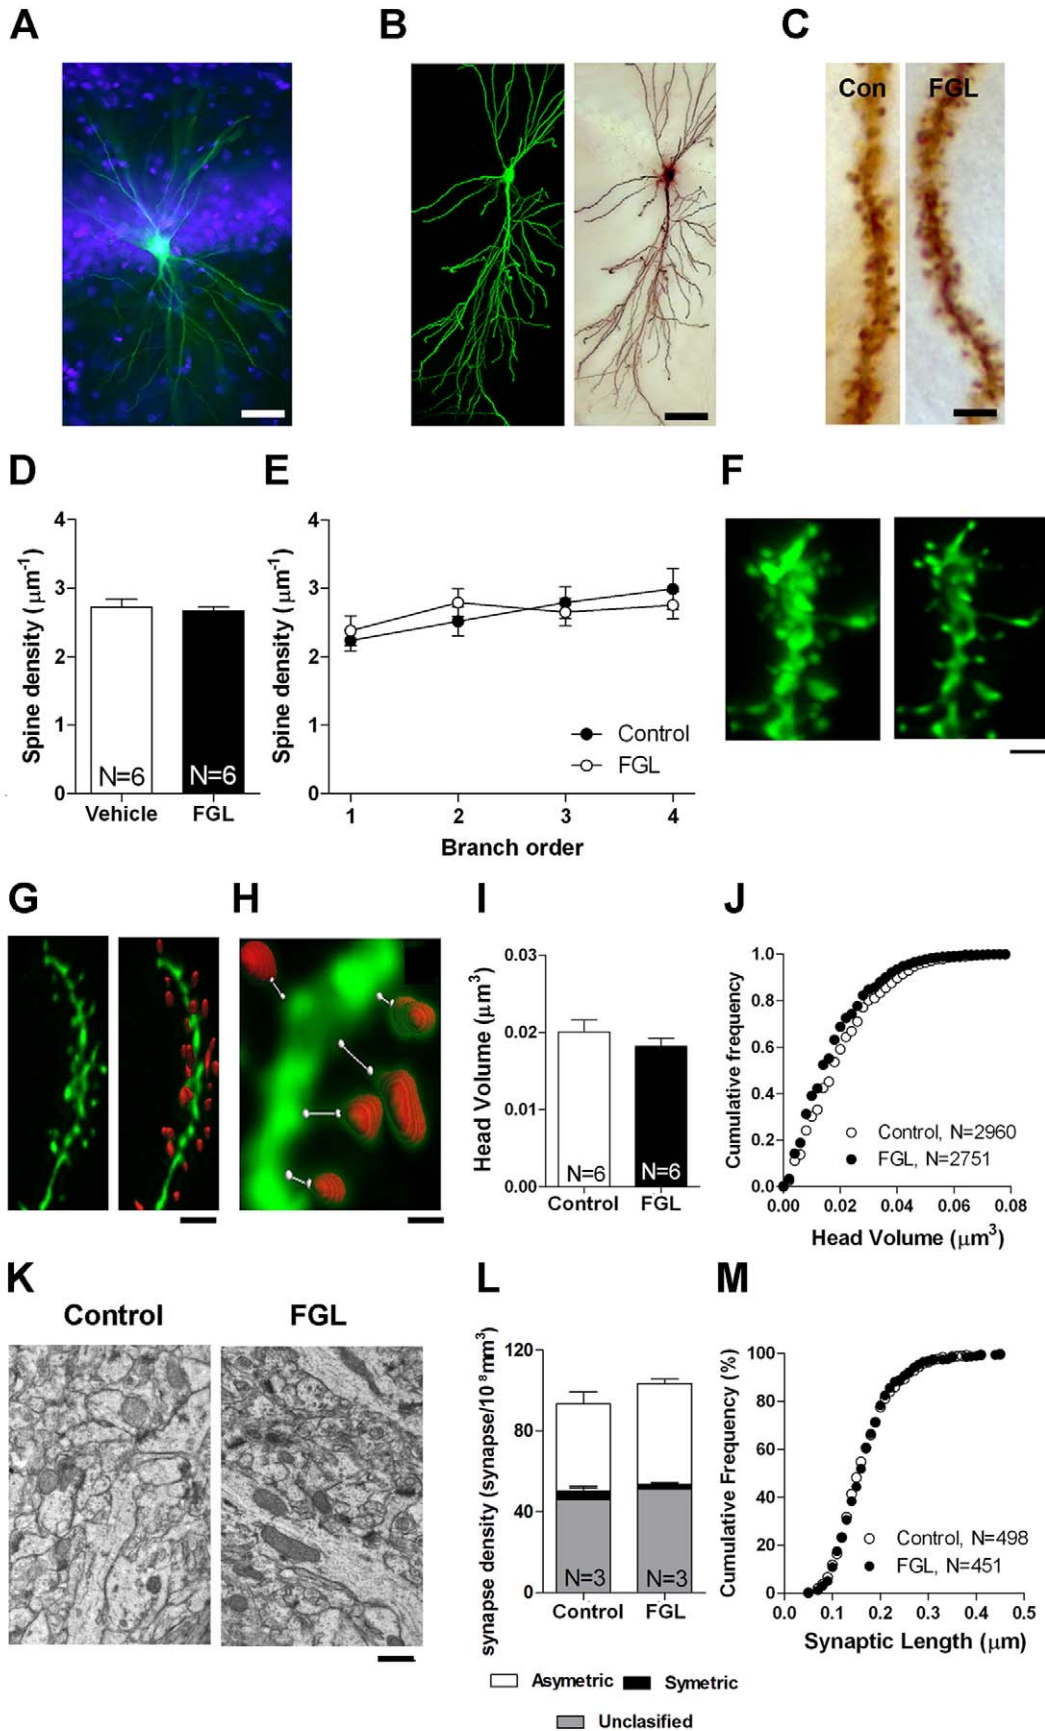 A
B
C
Con
FGL
D
E
F
4
3
2
1
0
Spine density (μm-1)
N=6
N=6
Vehicle
FGL
4
3
2
1
0
Spine density (μm-1)
Control
FGL
1
2
3
4
Branch order
G
H
I
J
0.03
0.02
0.01
0.00
Head Volume (μm3)
N=6
N=6
Control
FGL
1.0
0.8
0.6
0.4
0.2
0.0
Cumulative frequency
Control, N=2960
FGL, N=2751
0.00
0.02
0.04
0.06
0.08
Head Volume (μm3)
K
L
M
Control
FGL
120
80
40
0
synapse density (synapse/10 8 mm3)
N=3
N=3
Control
FGL
Asymetric
Symetric
Unclasified
100
80
60
40
20
0
Cumulative Frequency (%)
Control, N=498
FGL, N=451
0.0
0.1
0.2
0.3
0.4
0.5
Synaptic Length (μm)